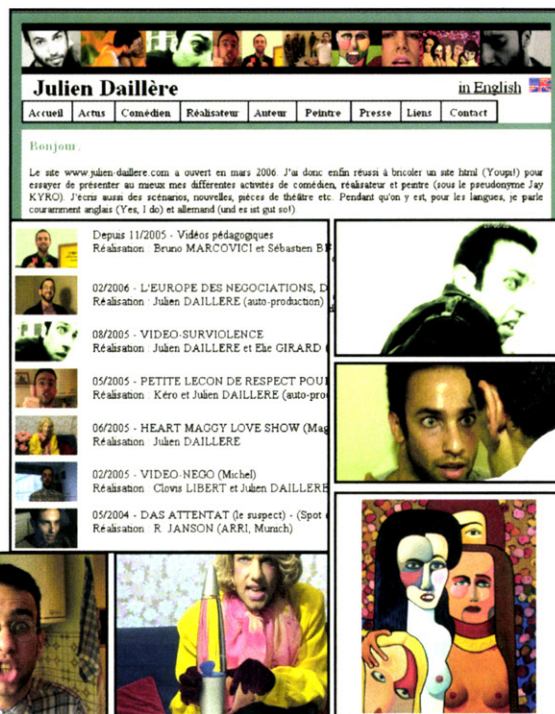 Julien Daillère
in English
Accueil Actus Comédien Réalisateur Auteur Peintre Presse Liens Contact
Bonjour,
Le site www.julien-dallere.com a ouvert en mars 2006. J'ai donc enfin réussi à bricoler un site html (Youpi!) pour
essayer de présenter au mieux mes différentes activités de comédien, réalisateur et peintre (sous le pseudonyme Jay
KYRO). J'écris aussi des scénarios, nouvelles, pièces de théâtre etc. Pendant qu'on y est, pour les langues, je parle
couramment anglais (Yes, I do) et allemand (und es ist gut so!)
Depuis 11/2005 - Vidéos pédagogiques
Réalisation : Bruno MARCOVICI et Sébastien
02/2006 - L'EUROPE DES NEGOCIATIONS, D
Réalisation : Julien DAILLERE (auto-production)
08/2005 - VIDEO-SURVIOLENCE
Réalisation : Julien DAILLERE et Elie GIRARD (
05/2005 - PETITE LECON DE RESPECT POU
Réalisation : Kéro et Julien DAILLERE (auto-pro
06/2005 - HEART MAGGY LOVE SHOW (Mag
Réalisation : Julien DAILLERE
02/2005 - VIDEO-NEGO (Michel)
Réalisation : Clovis LIBERT et Julien DAILLERE
05/2004 - DAS ATTENTAT (le suspect) - (Spot
Réalisation : R. JANSON (ARRI, Munich)